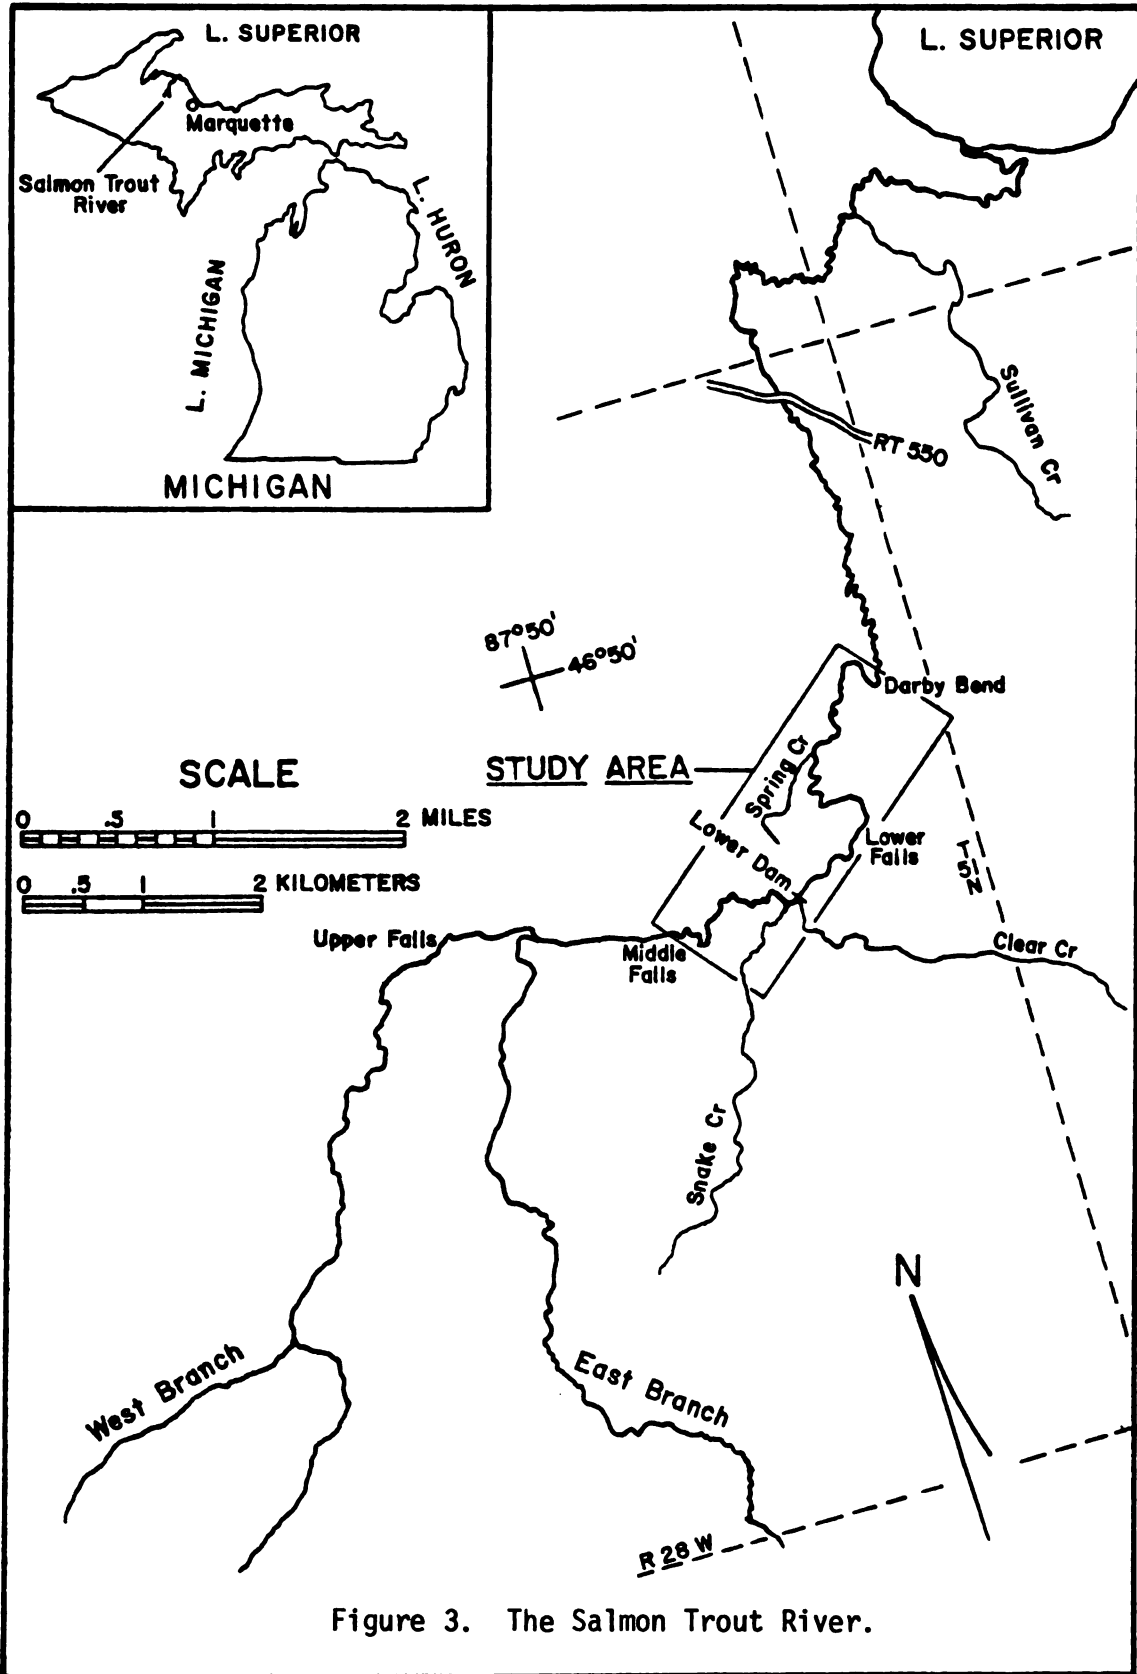 L. SUPERIOR
Marquette
Salmon Trout
River
L. HURON
L. MICHIGAN
MICHIGAN
L. SUPERIOR
Sullivan Cr
RT 550
87°50'
46°50'
Darby Bend
SCALE
0 .5 1 2 MILES
0 .5 1 2 KILOMETERS
STUDY AREA
Spring Cr
Lower Dam
Lower
Falls
T
5
N
Upper Falls
Middle
Falls
Clear Cr
Snake Cr
N
West Branch
East Branch
R 28 W
Figure 3. The Salmon Trout River.